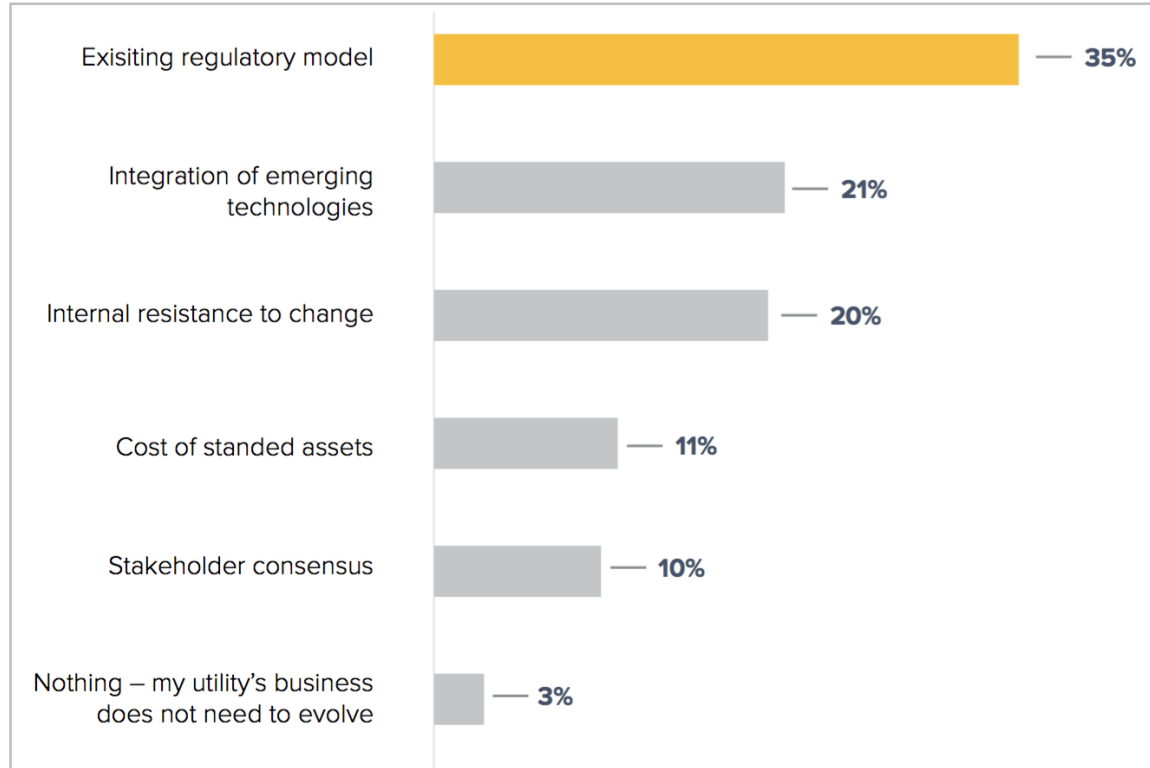 Exisiting regulatory model
35%
Integration of emerging
technologies
21%
Internal resistance to change
20%
Cost of standed assets
11%
Stakeholder consensus
10%
Nothing – my utility’s business
does not need to evolve
3%